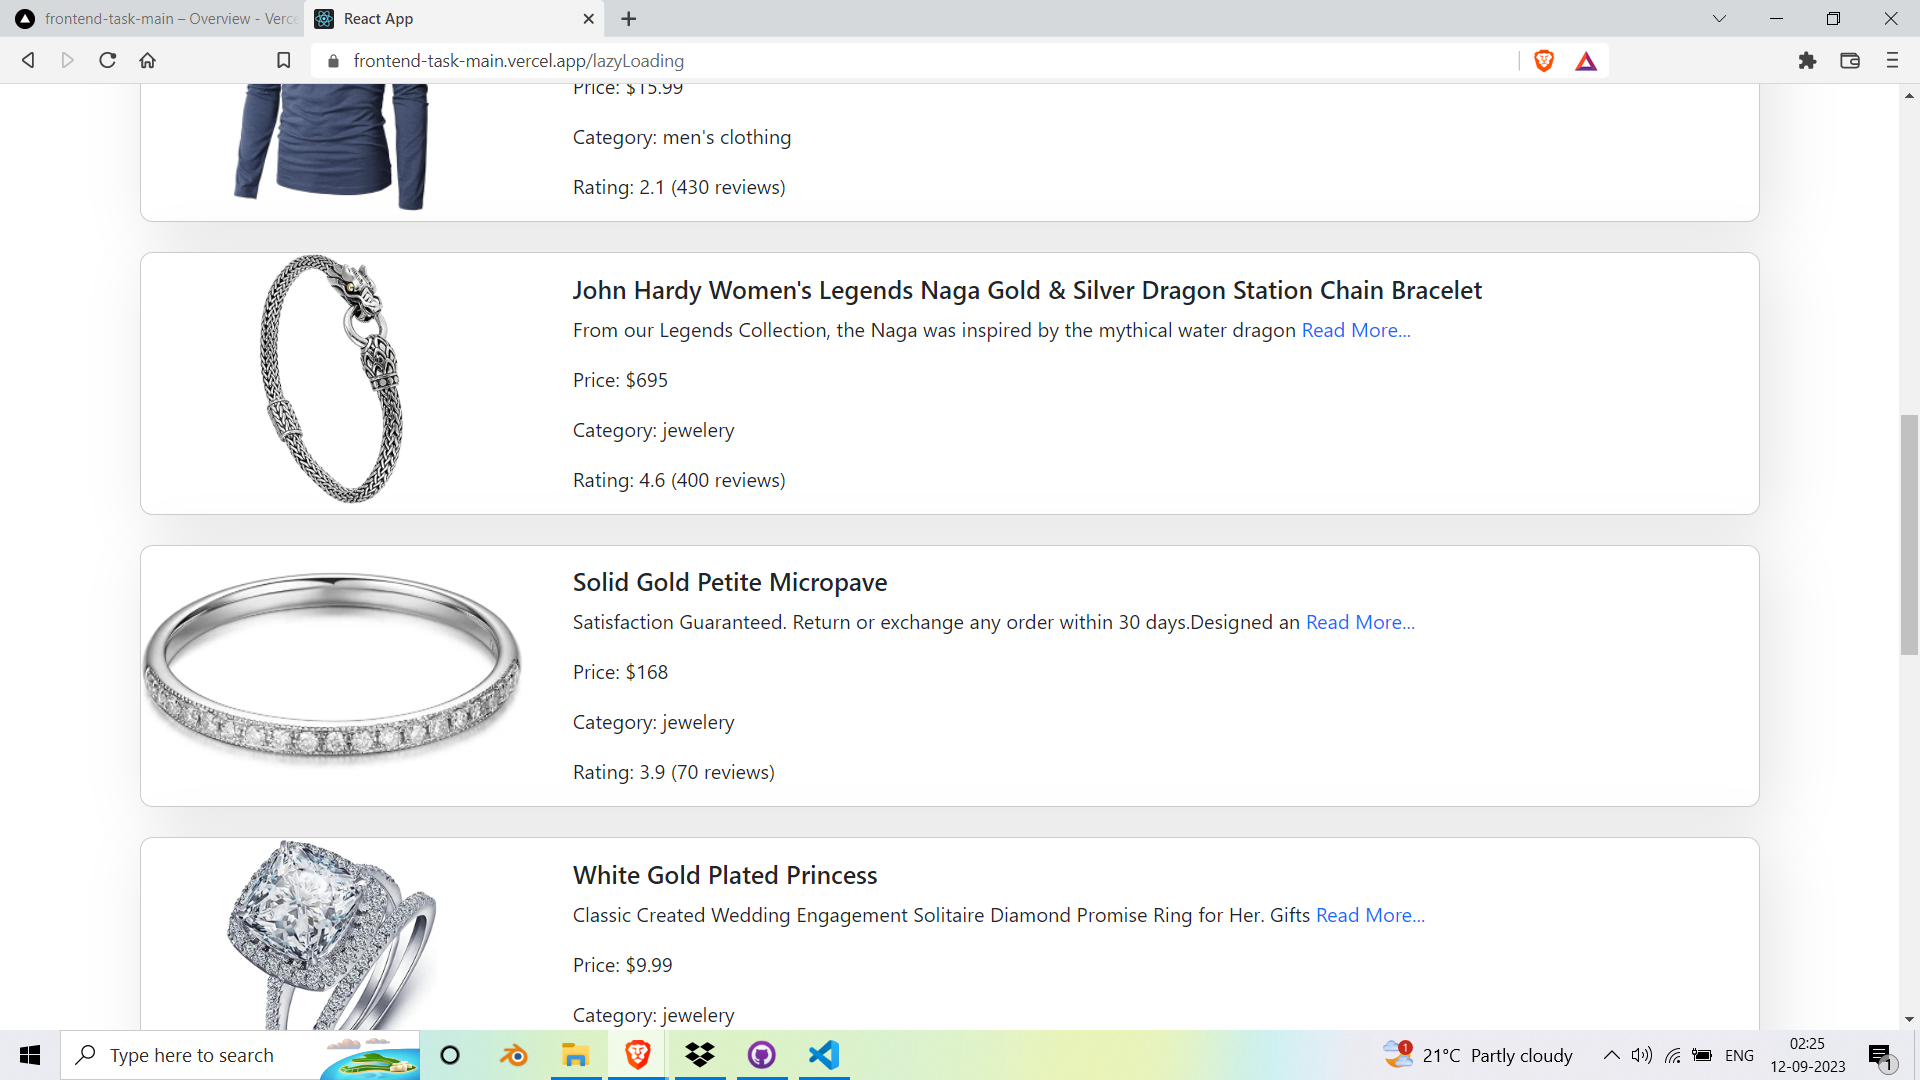 frontend-task-main – Overview - Verce
React App
frontend-task-main.vercel.app/lazyLoading
Price: $15.99
Category: men's clothing
Rating: 2.1 (430 reviews)
John Hardy Women's Legends Naga Gold & Silver Dragon Station Chain Bracelet
From our Legends Collection, the Naga was inspired by the mythical water dragon Read More...
Price: $695
Category: jewelery
Rating: 4.6 (400 reviews)
Solid Gold Petite Micropave
Satisfaction Guaranteed. Return or exchange any order within 30 days.Designed an Read More...
Price: $168
Category: jewelery
Rating: 3.9 (70 reviews)
White Gold Plated Princess
Classic Created Wedding Engagement Solitaire Diamond Promise Ring for Her. Gifts Read More...
Price: $9.99
Category: jewelery
Type here to search
1
21°C Partly cloudy
ENG
02:25
12-09-2023
1